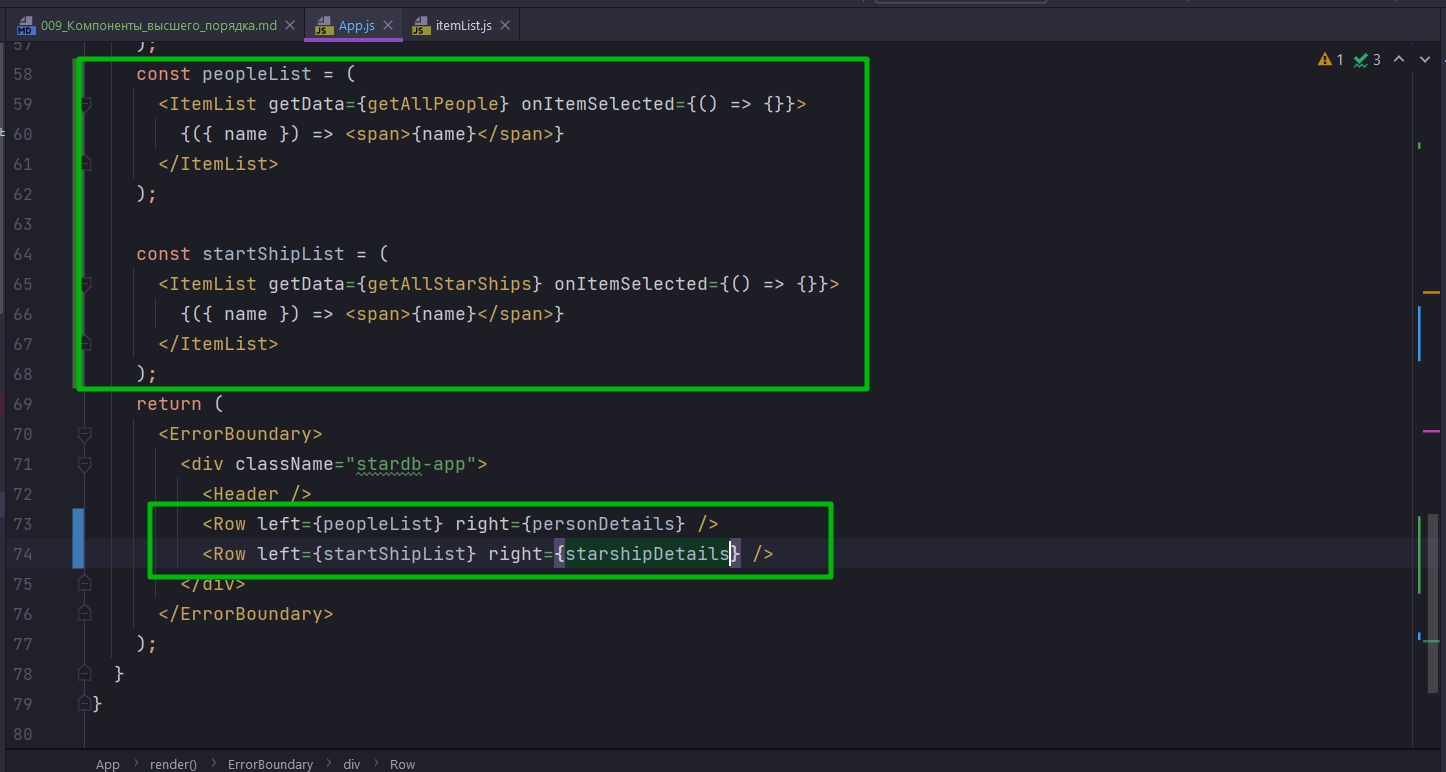 009_Компоненты_высшего_порядка.md
App.js
itemList.js
1
3
57 );
58 const peopleList = (
59 <ItemList getData={getAllPeople} onItemSelected={() => {}}>
60 {({ name }) => <span>{name}</span>}
61 </ItemList>
62 );
63
64 const startShipList = (
65 <ItemList getData={getAllStarShips} onItemSelected={() => {}}>
66 {({ name }) => <span>{name}</span>}
67 </ItemList>
68 );
69 return (
70 <ErrorBoundary>
71 <div className="stardb-app">
72 <Header />
73 <Row left={peopleList} right={personDetails} />
74 <Row left={startShipList} right={starshipDetails} />
75 </div>
76 </ErrorBoundary>
77 );
78 }
79 }
80
App › render() › ErrorBoundary › div › Row